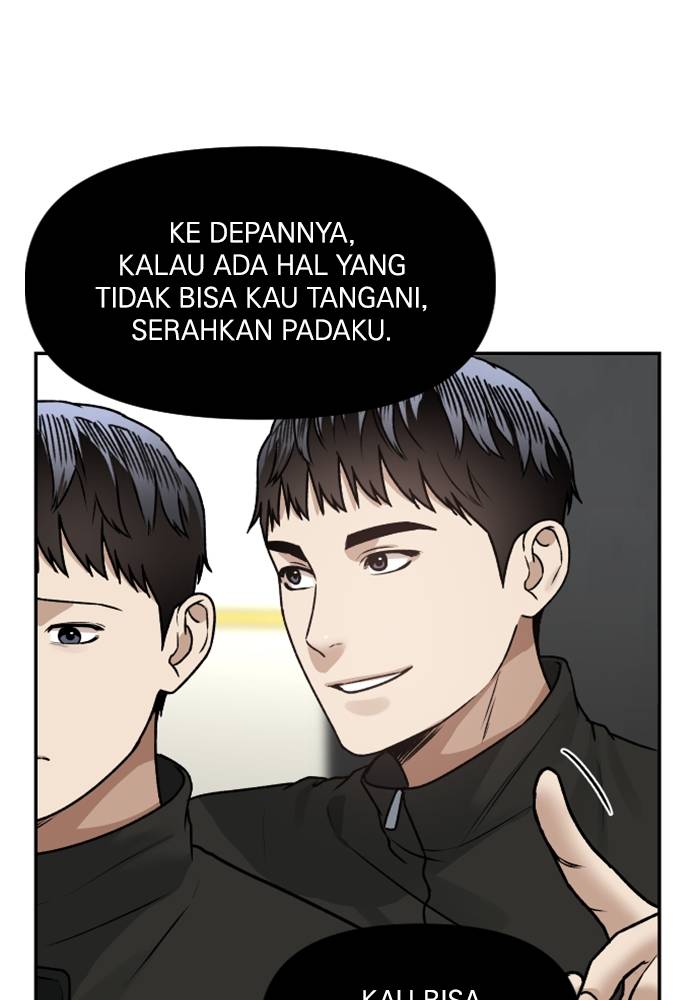 KE DEPANNYA,
KALAU ADA HAL YANG
TIDAK BISA KAU TANGANI,
SERAHKAN PADAKU.
KAU BISA